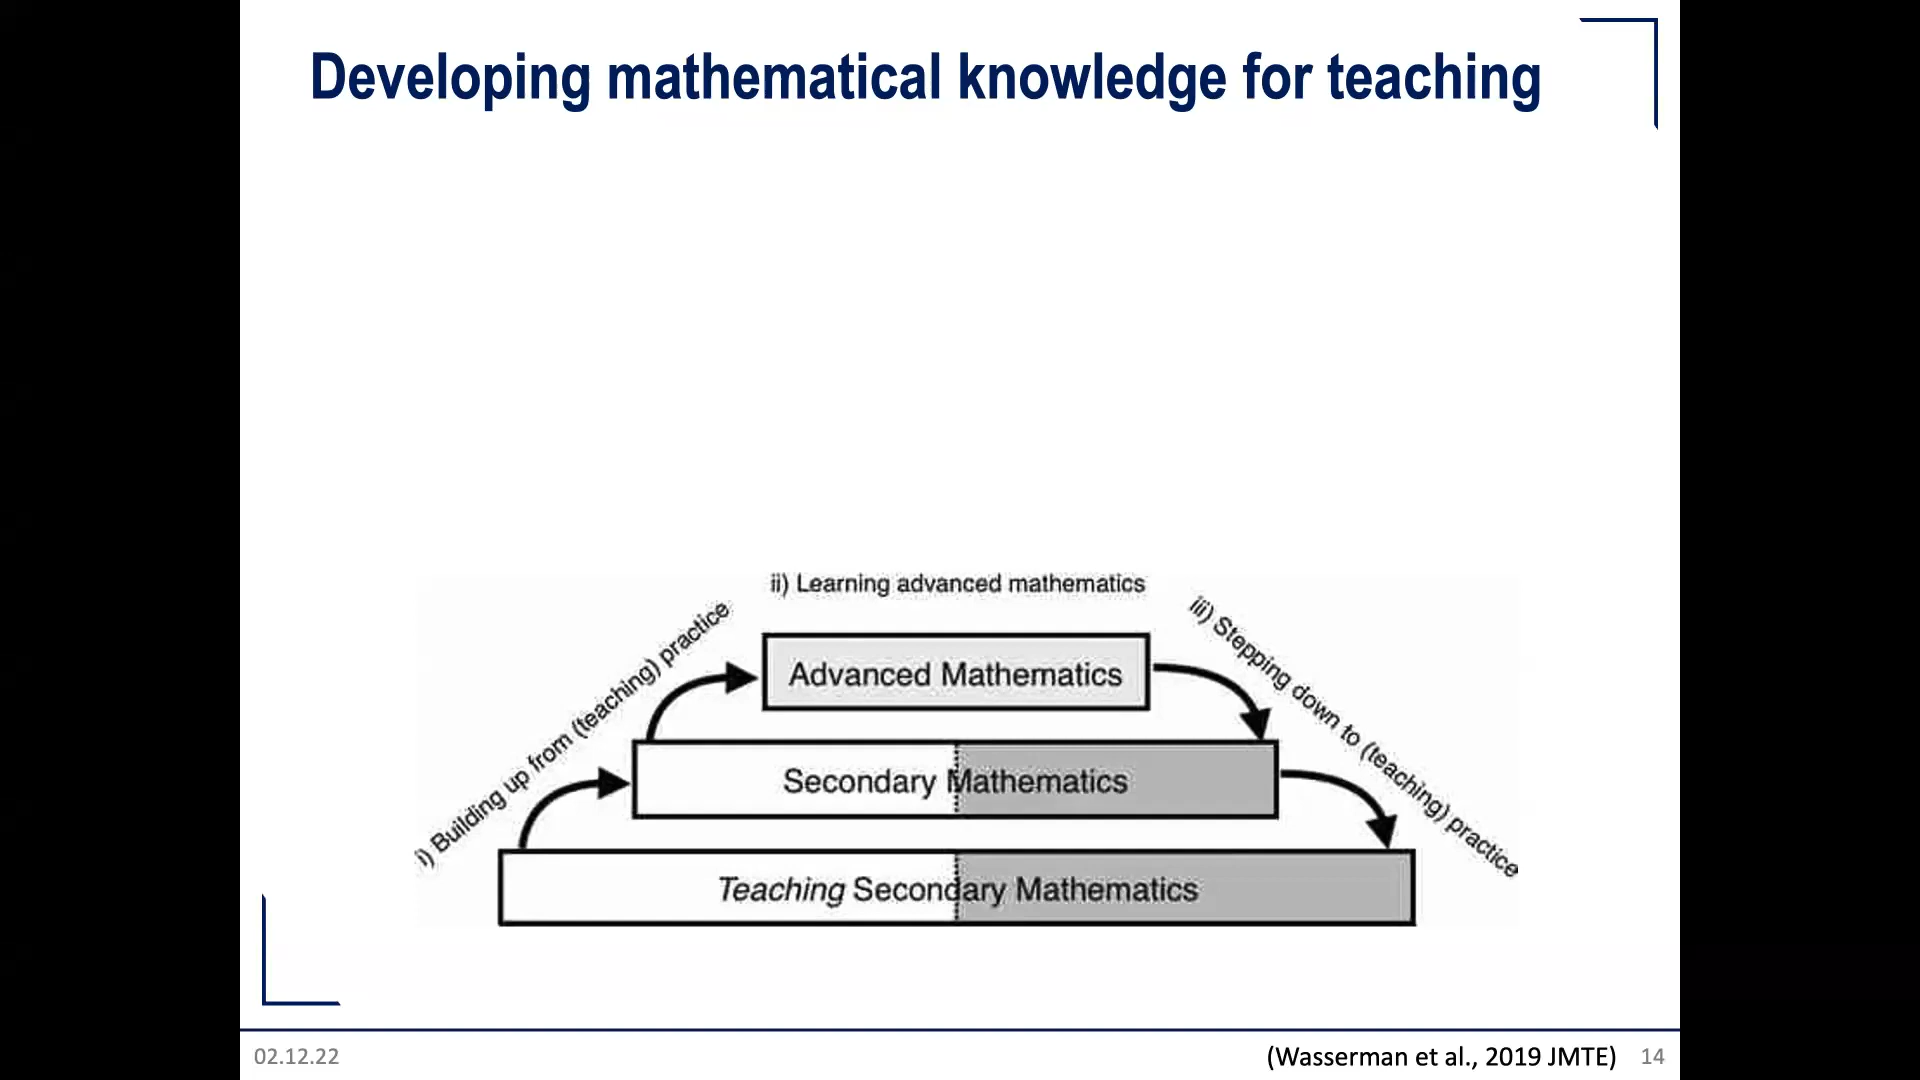 Developing mathematical knowledge for teaching
ii) Learning advanced mathematics
i) Building up from (teaching) practice
iii) Stepping down to (teaching) practice
Advanced Mathematics
Secondary Mathematics
Teaching Secondary Mathematics
02.12.22
(Wasserman et al., 2019 JMTE)
14